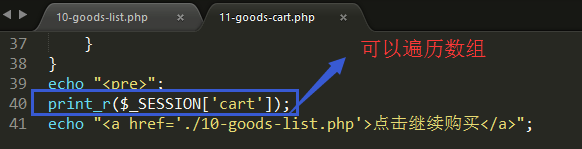 10-goods-list.php × 11-goods-cart.php ×
37 }
可以遍历数组
38 }
39 echo "<pre>";
40 print_r($_SESSION['cart']);
41 echo "<a href='./10-goods-list.php'>点击继续购买</a>";